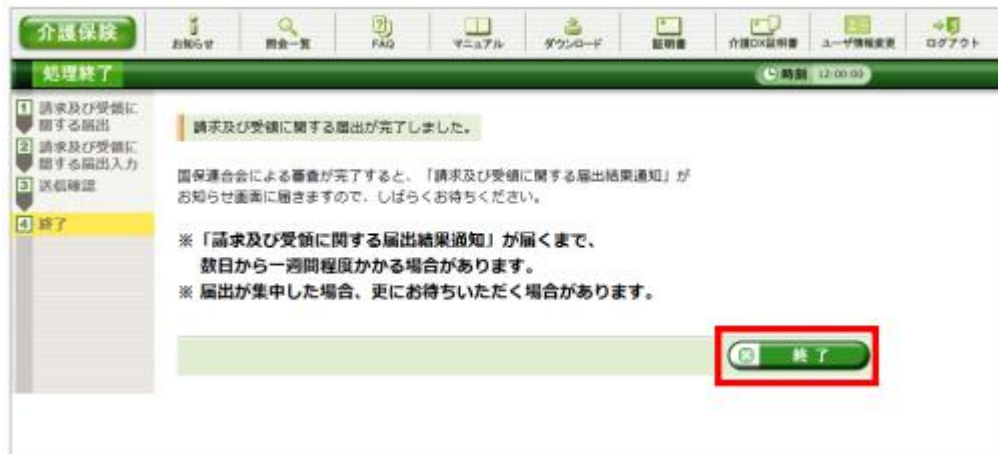 介護保険
お知らせ
照会一覧
FAQ
マニュアル
ダウンロード
証明書
介護DX証明書
ユーザ情報変更
ログアウト
処理終了
時刻 12:00:00
1 請求及び受領に
関する届出
2 請求及び受領に
関する届出入力
3 送信確認
4 終了
請求及び受領に関する届出が完了しました。
国保連合会による審査が完了すると、「請求及び受領に関する届出結果通知」が
お知らせ画面に届きますので、しばらくお待ちください。
※「請求及び受領に関する届出結果通知」が届くまで、
数日から一週間程度かかる場合があります。
※ 届出が集中した場合、更にお待ちいただく場合があります。
終了